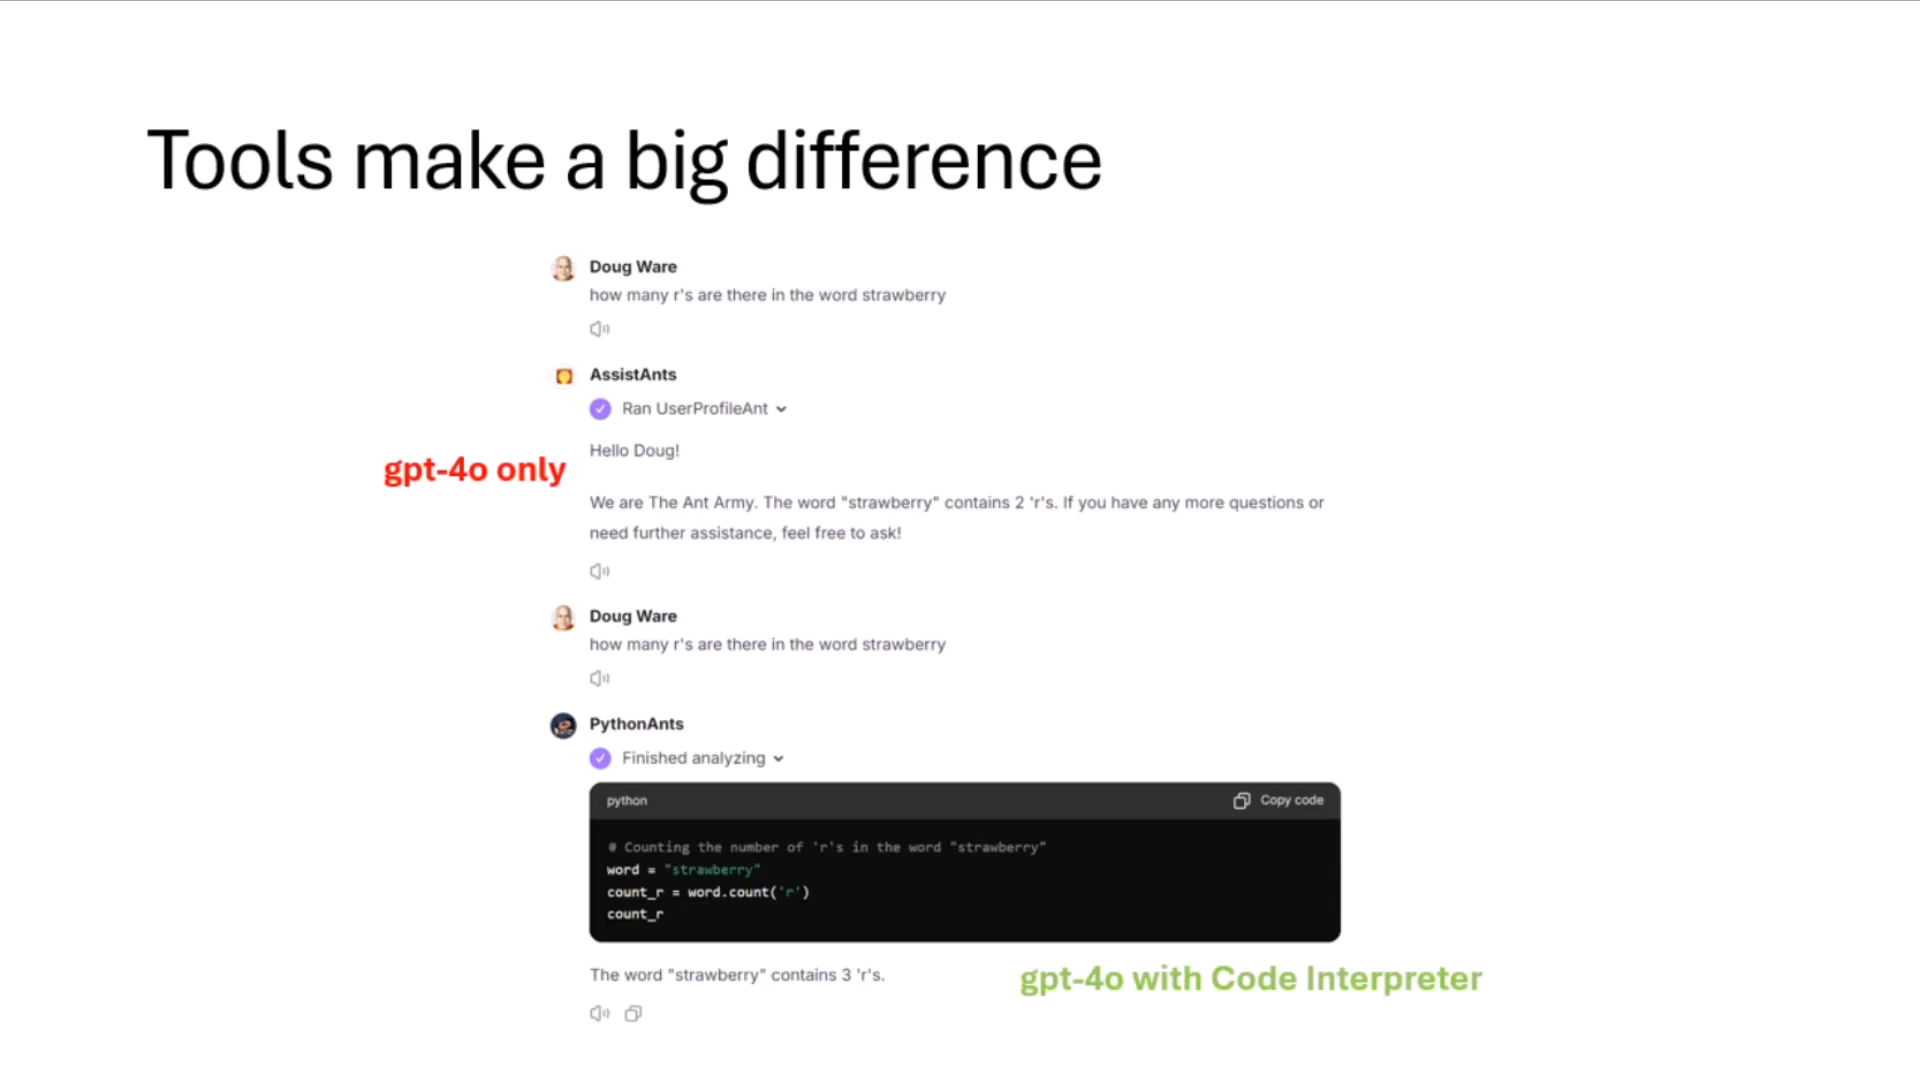 Tools make a big difference
Doug Ware
how many r's are there in the word strawberry
AssistAnts
Ran UserProfileAnt
Hello Doug!
gpt-4o only
We are The Ant Army. The word "strawberry" contains 2 'r's. If you have any more questions or
need further assistance, feel free to ask!
Doug Ware
how many r's are there in the word strawberry
PythonAnts
Finished analyzing
python
Copy code
# Counting the number of 'r's in the word "strawberry"
word = "strawberry"
count_r = word.count('r')
count_r
The word "strawberry" contains 3 'r's.
gpt-4o with Code Interpreter